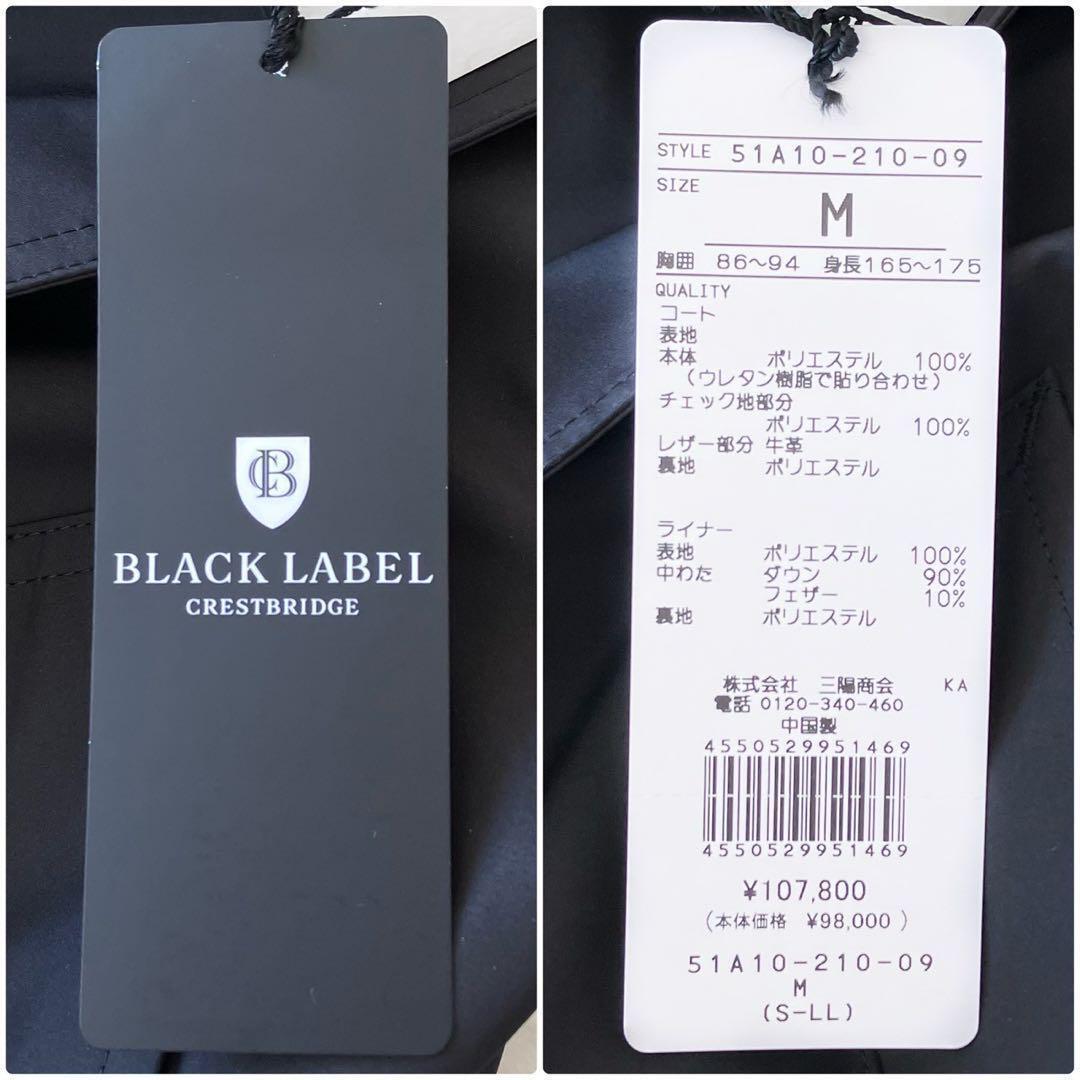 CB
BLACK LABEL
CRESTBRIDGE
STYLE 51A10-210-09
SIZE
M
胸囲 86～94 身長165～175
QUALITY
コート
表地
本体 ポリエステル 100%
(ウレタン樹脂で貼り合わせ)
チェック地部分
ポリエステル 100%
レザー部分 牛革
裏地 ポリエステル
ライナー
表地 ポリエステル 100%
中わた ダウン 90%
フェザー 10%
裏地 ポリエステル
株式会社 三陽商会 KA
電話 0120-340-460
中国製
4550529951469
4550529951469
¥107,800
(本体価格 ¥98,000 )
51A10-210-09
M
(S-LL)